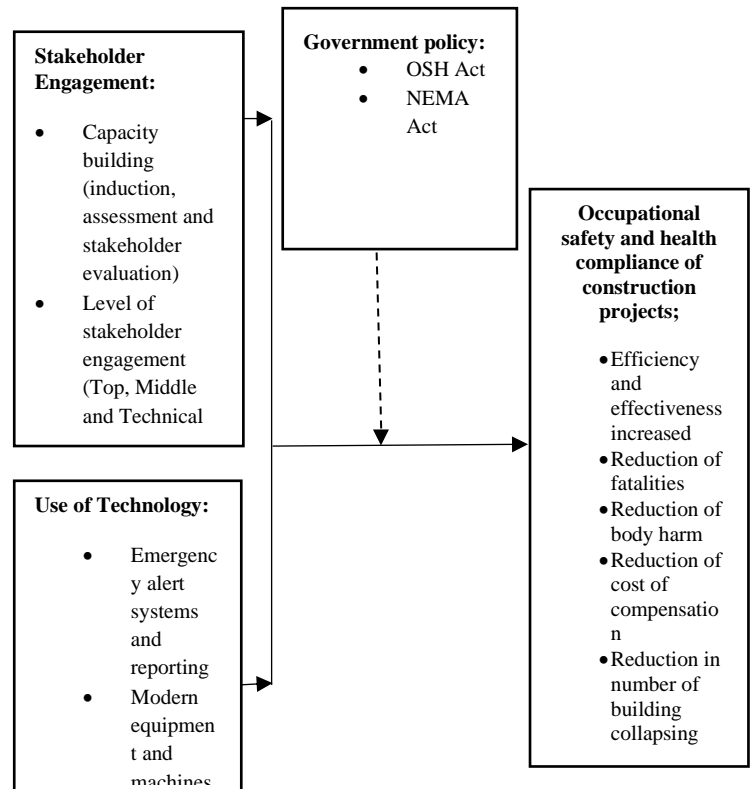 Stakeholder
Engagement:
• Capacity
building
(induction,
assessment and
stakeholder
evaluation)
• Level of
stakeholder
engagement
(Top, Middle
and Technical
Government policy:
• OSH Act
• NEMA
Act
Use of Technology:
• Emergenc
y alert
systems
and
reporting
• Modern
equipmen
t and
machines
Occupational
safety and health
compliance of
construction
projects;
•Efficiency
and
effectiveness
increased
•Reduction of
fatalities
•Reduction of
body harm
•Reduction of
cost of
compensatio
n
•Reduction in
number of
building
collapsing